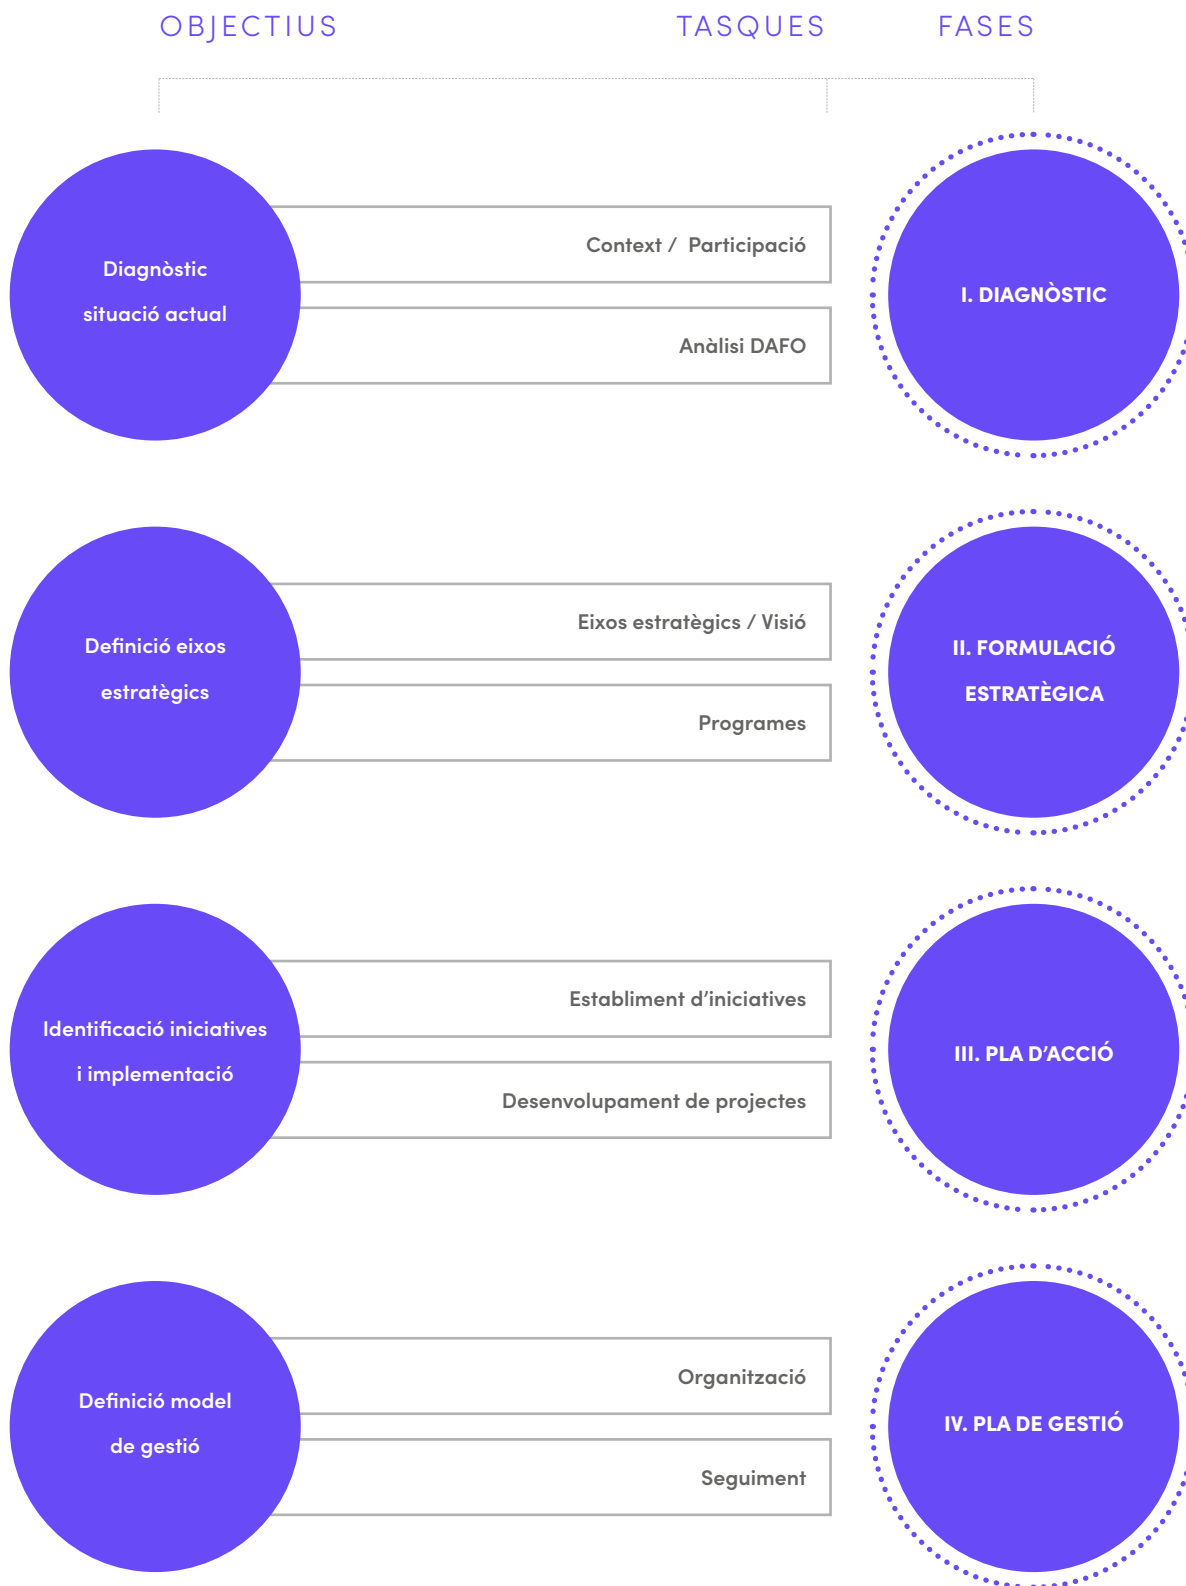 OBJECTIUS TASQUES FASES
Diagnòstic
situació actual
Context / Participació
Anàlisi DAFO
I. DIAGNÒSTIC
Definició eixos
estratègics
Eixos estratègics / Visió
Programes
II. FORMULACIÓ
ESTRATÈGICA
Identificació iniciatives
i implementació
Establiment d’iniciatives
Desenvolupament de projectes
III. PLA D’ACCIÓ
Definició model
de gestió
Organització
Seguiment
IV. PLA DE GESTIÓ